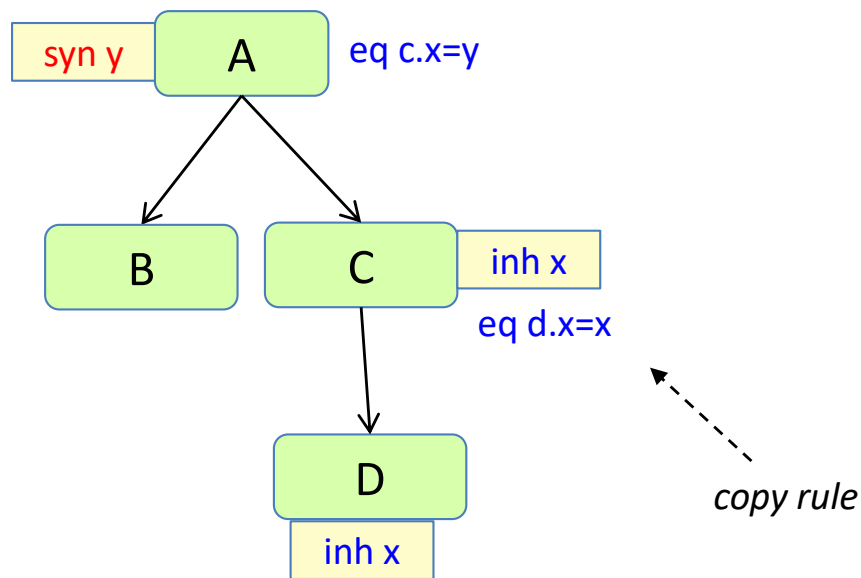 syn y
A
eq c.x=y
B
C
inh x
eq d.x=x
D
copy rule
inh x